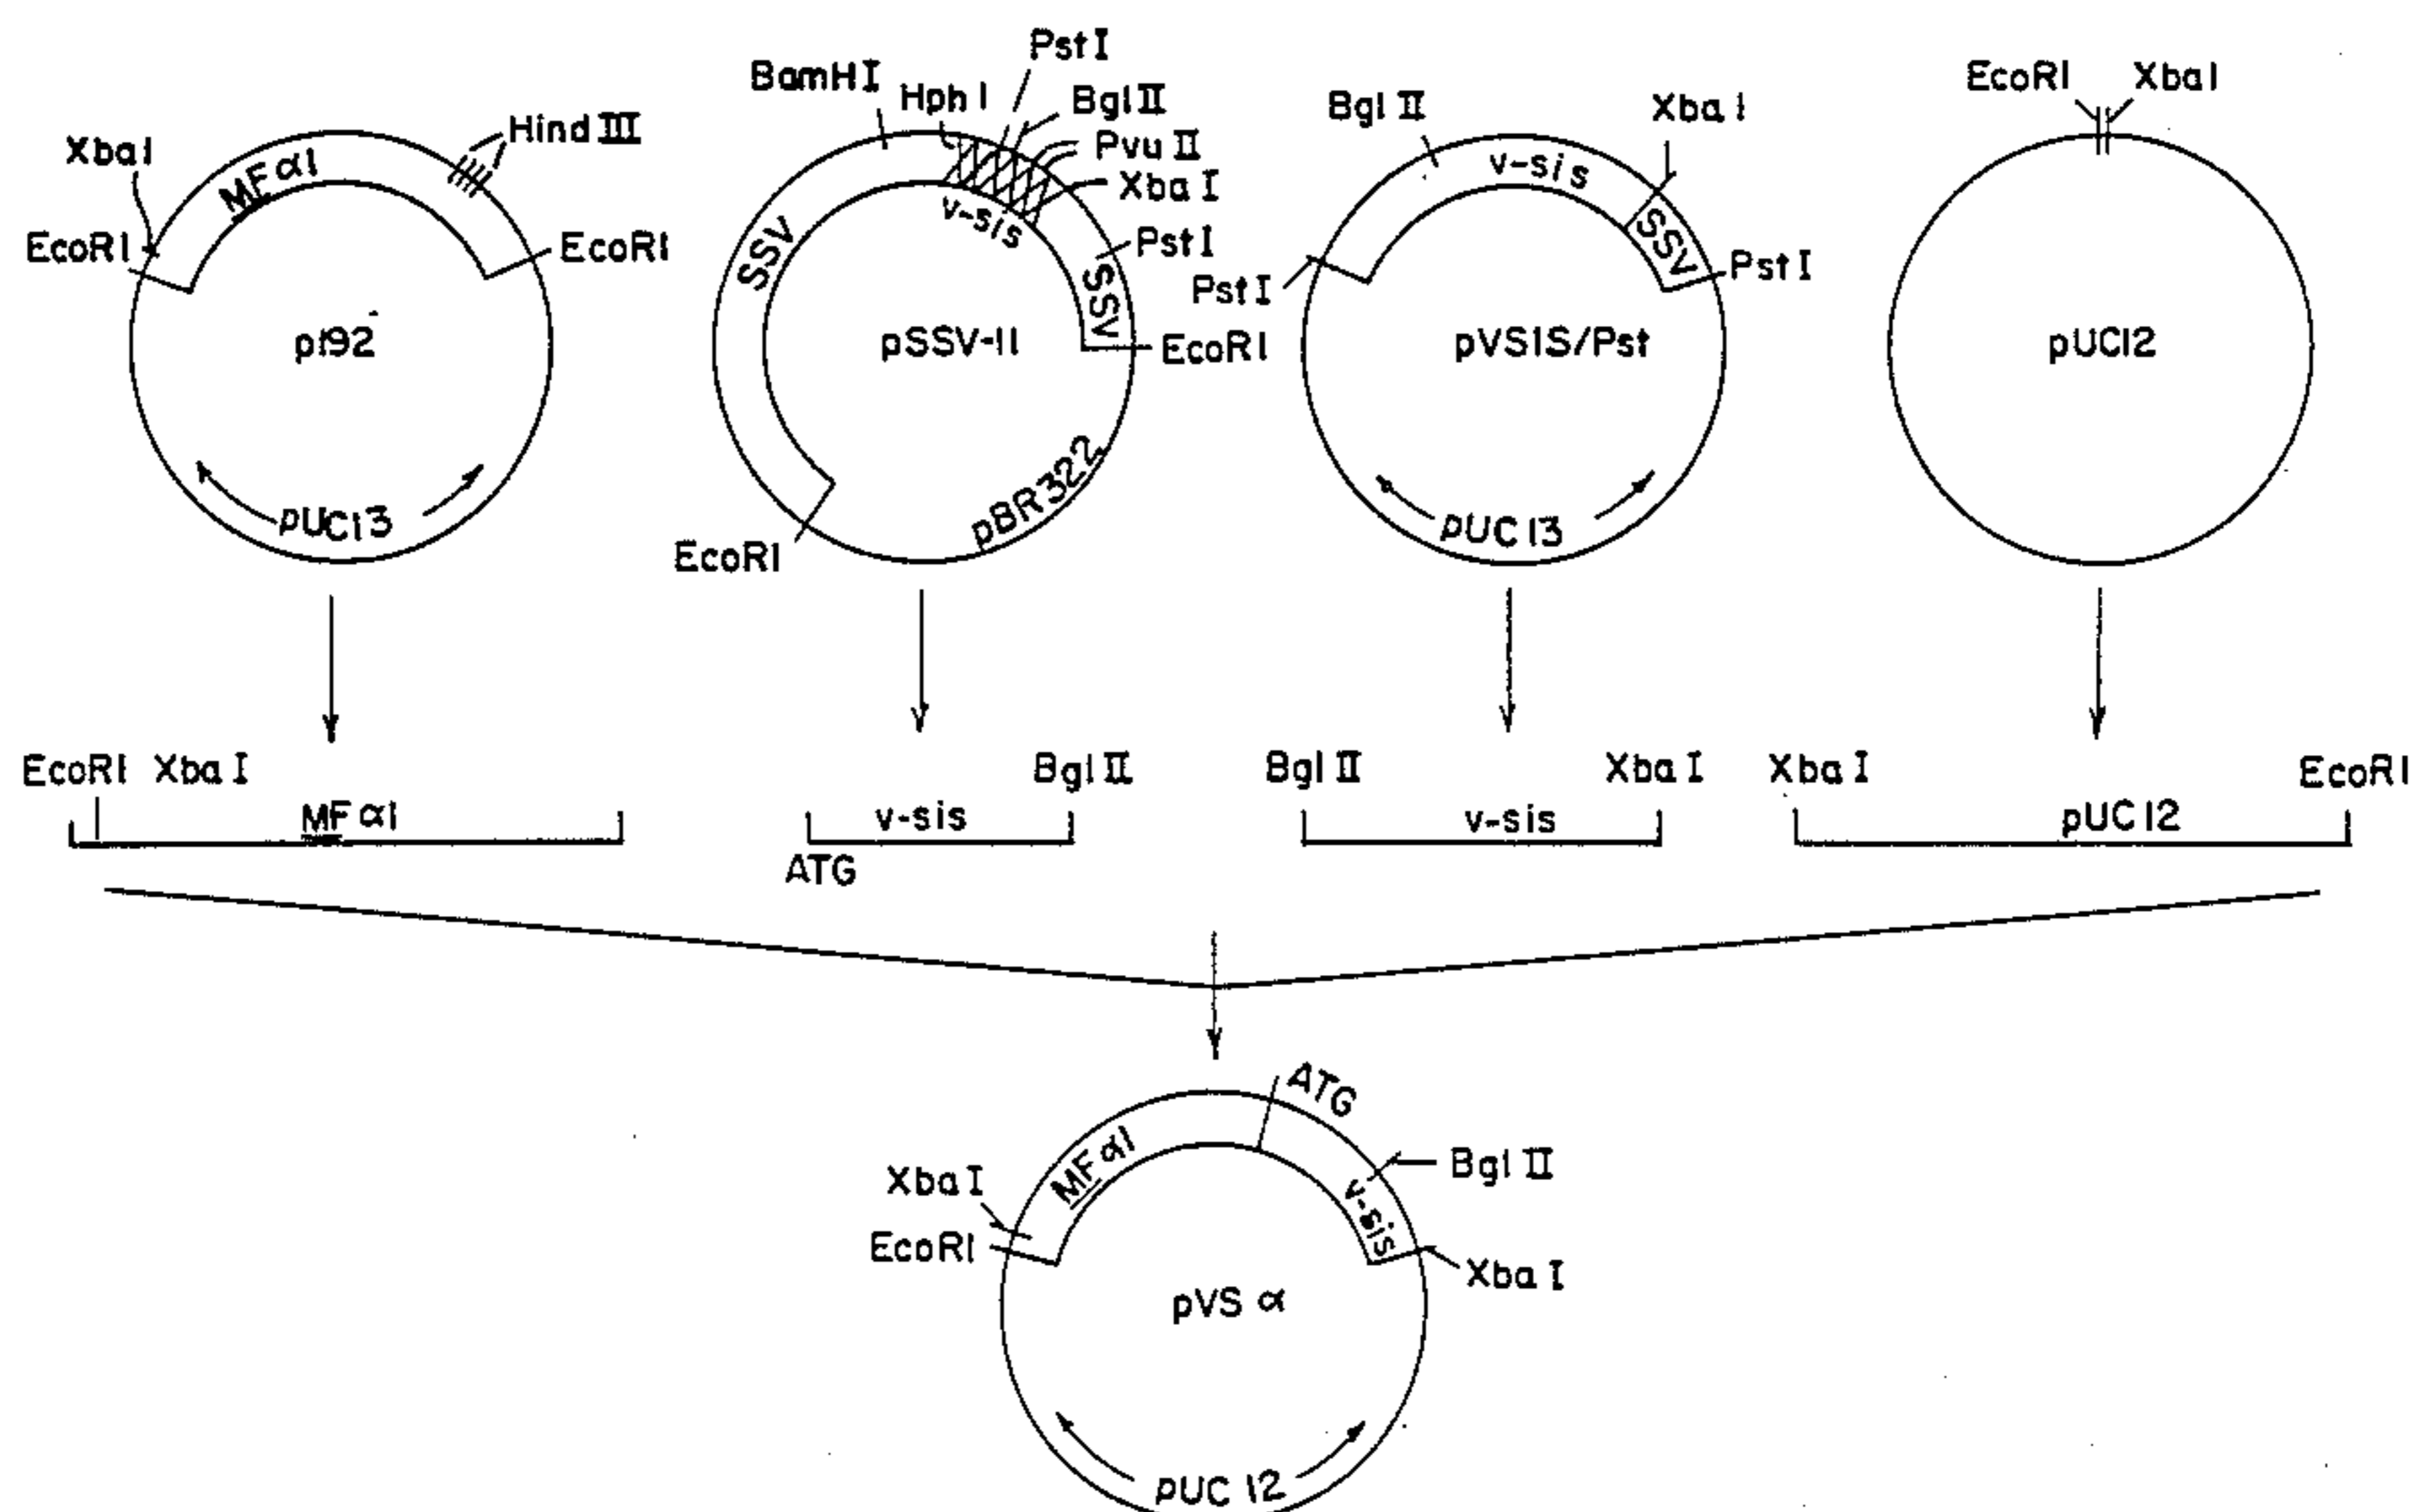 PstI
BamHI
HphI
BglII
EcoRI XbaI
BglII
XbaI
HindIII
PvuII
XbaI
MFα1
XbaI
v-sis
v-sis
EcoRI
EcoRI
SSV
PstI
SSV
PstI
PstI
SSV
p192
pSSV-11
EcoRI
pVS1S/Pst
pUC12
pUC13
pBR322
pUC13
EcoRI
EcoRI XbaI
BglII
BglII
XbaI
XbaI
EcoRI
MFα1
v-sis
v-sis
pUC12
ATG
ATG
MFα1
BglII
XbaI
v-sis
EcoRI
XbaI
pVSα
pUC12